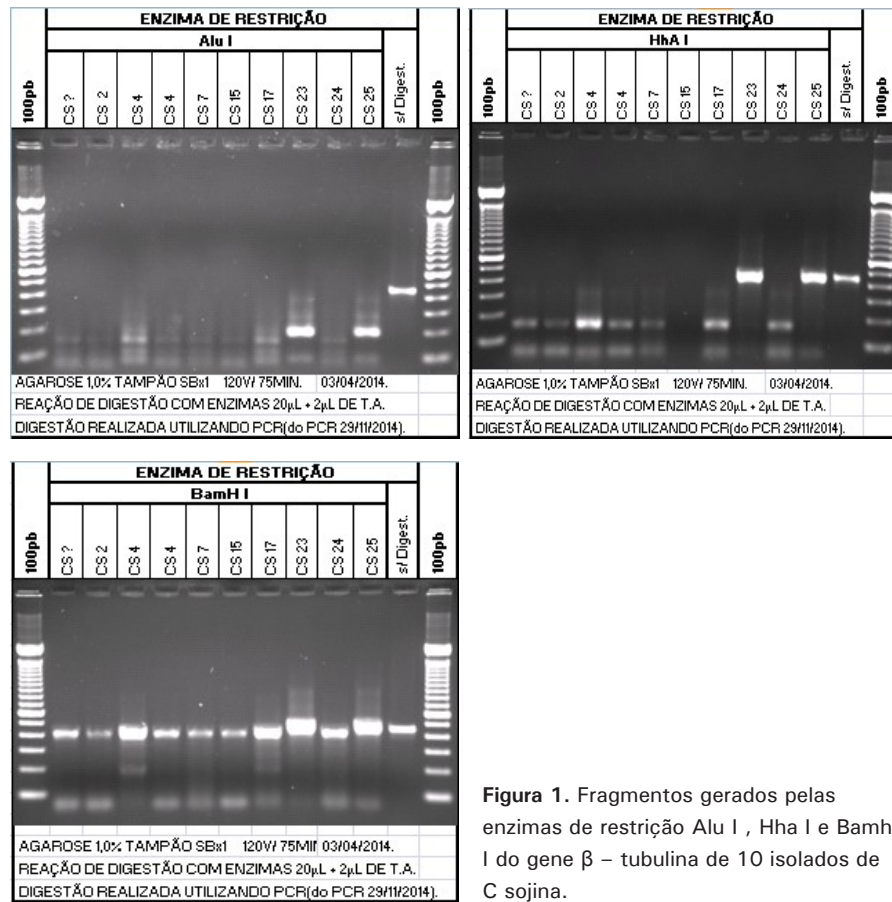 ENZIMA DE RESTRIÇÃO
Alu I
100pb
CS ?
CS 2
CS 4
CS 4
CS 7
CS 15
CS 17
CS 23
CS 24
CS 25
s/ Digest.
100pb
AGAROSE 1,0% TAMPÃO SBx1 120V/ 75MIN. 03/04/2014.
REAÇÃO DE DIGESTÃO COM ENZIMAS 20µL + 2µL DE T.A.
DIGESTÃO REALIZADA UTILIZANDO PCR(do PCR 29/11/2014).
ENZIMA DE RESTRIÇÃO
HhA I
100pb
CS ?
CS 2
CS 4
CS 4
CS 7
CS 15
CS 17
CS 23
CS 24
CS 25
s/ Digest.
100pb
AGAROSE 1,0% TAMPÃO SBx1 120V/ 75MIN. 03/04/2014.
REAÇÃO DE DIGESTÃO COM ENZIMAS 20µL + 2µL DE T.A.
DIGESTÃO REALIZADA UTILIZANDO PCR(do PCR 29/11/2014).
ENZIMA DE RESTRIÇÃO
BamH I
100pb
CS ?
CS 2
CS 4
CS 4
CS 7
CS 15
CS 17
CS 23
CS 24
CS 25
s/ Digest.
100pb
AGAROSE 1,0% TAMPÃO SBx1 120V/ 75MIN 03/04/2014.
REAÇÃO DE DIGESTÃO COM ENZIMAS 20µL + 2µL DE T.A.
DIGESTÃO REALIZADA UTILIZANDO PCR(do PCR 29/11/2014).
Figura 1. Fragmentos gerados pelas
enzimas de restrição Alu I , Hha I e Bamh
I do gene β – tubulina de 10 isolados de
C sojina.